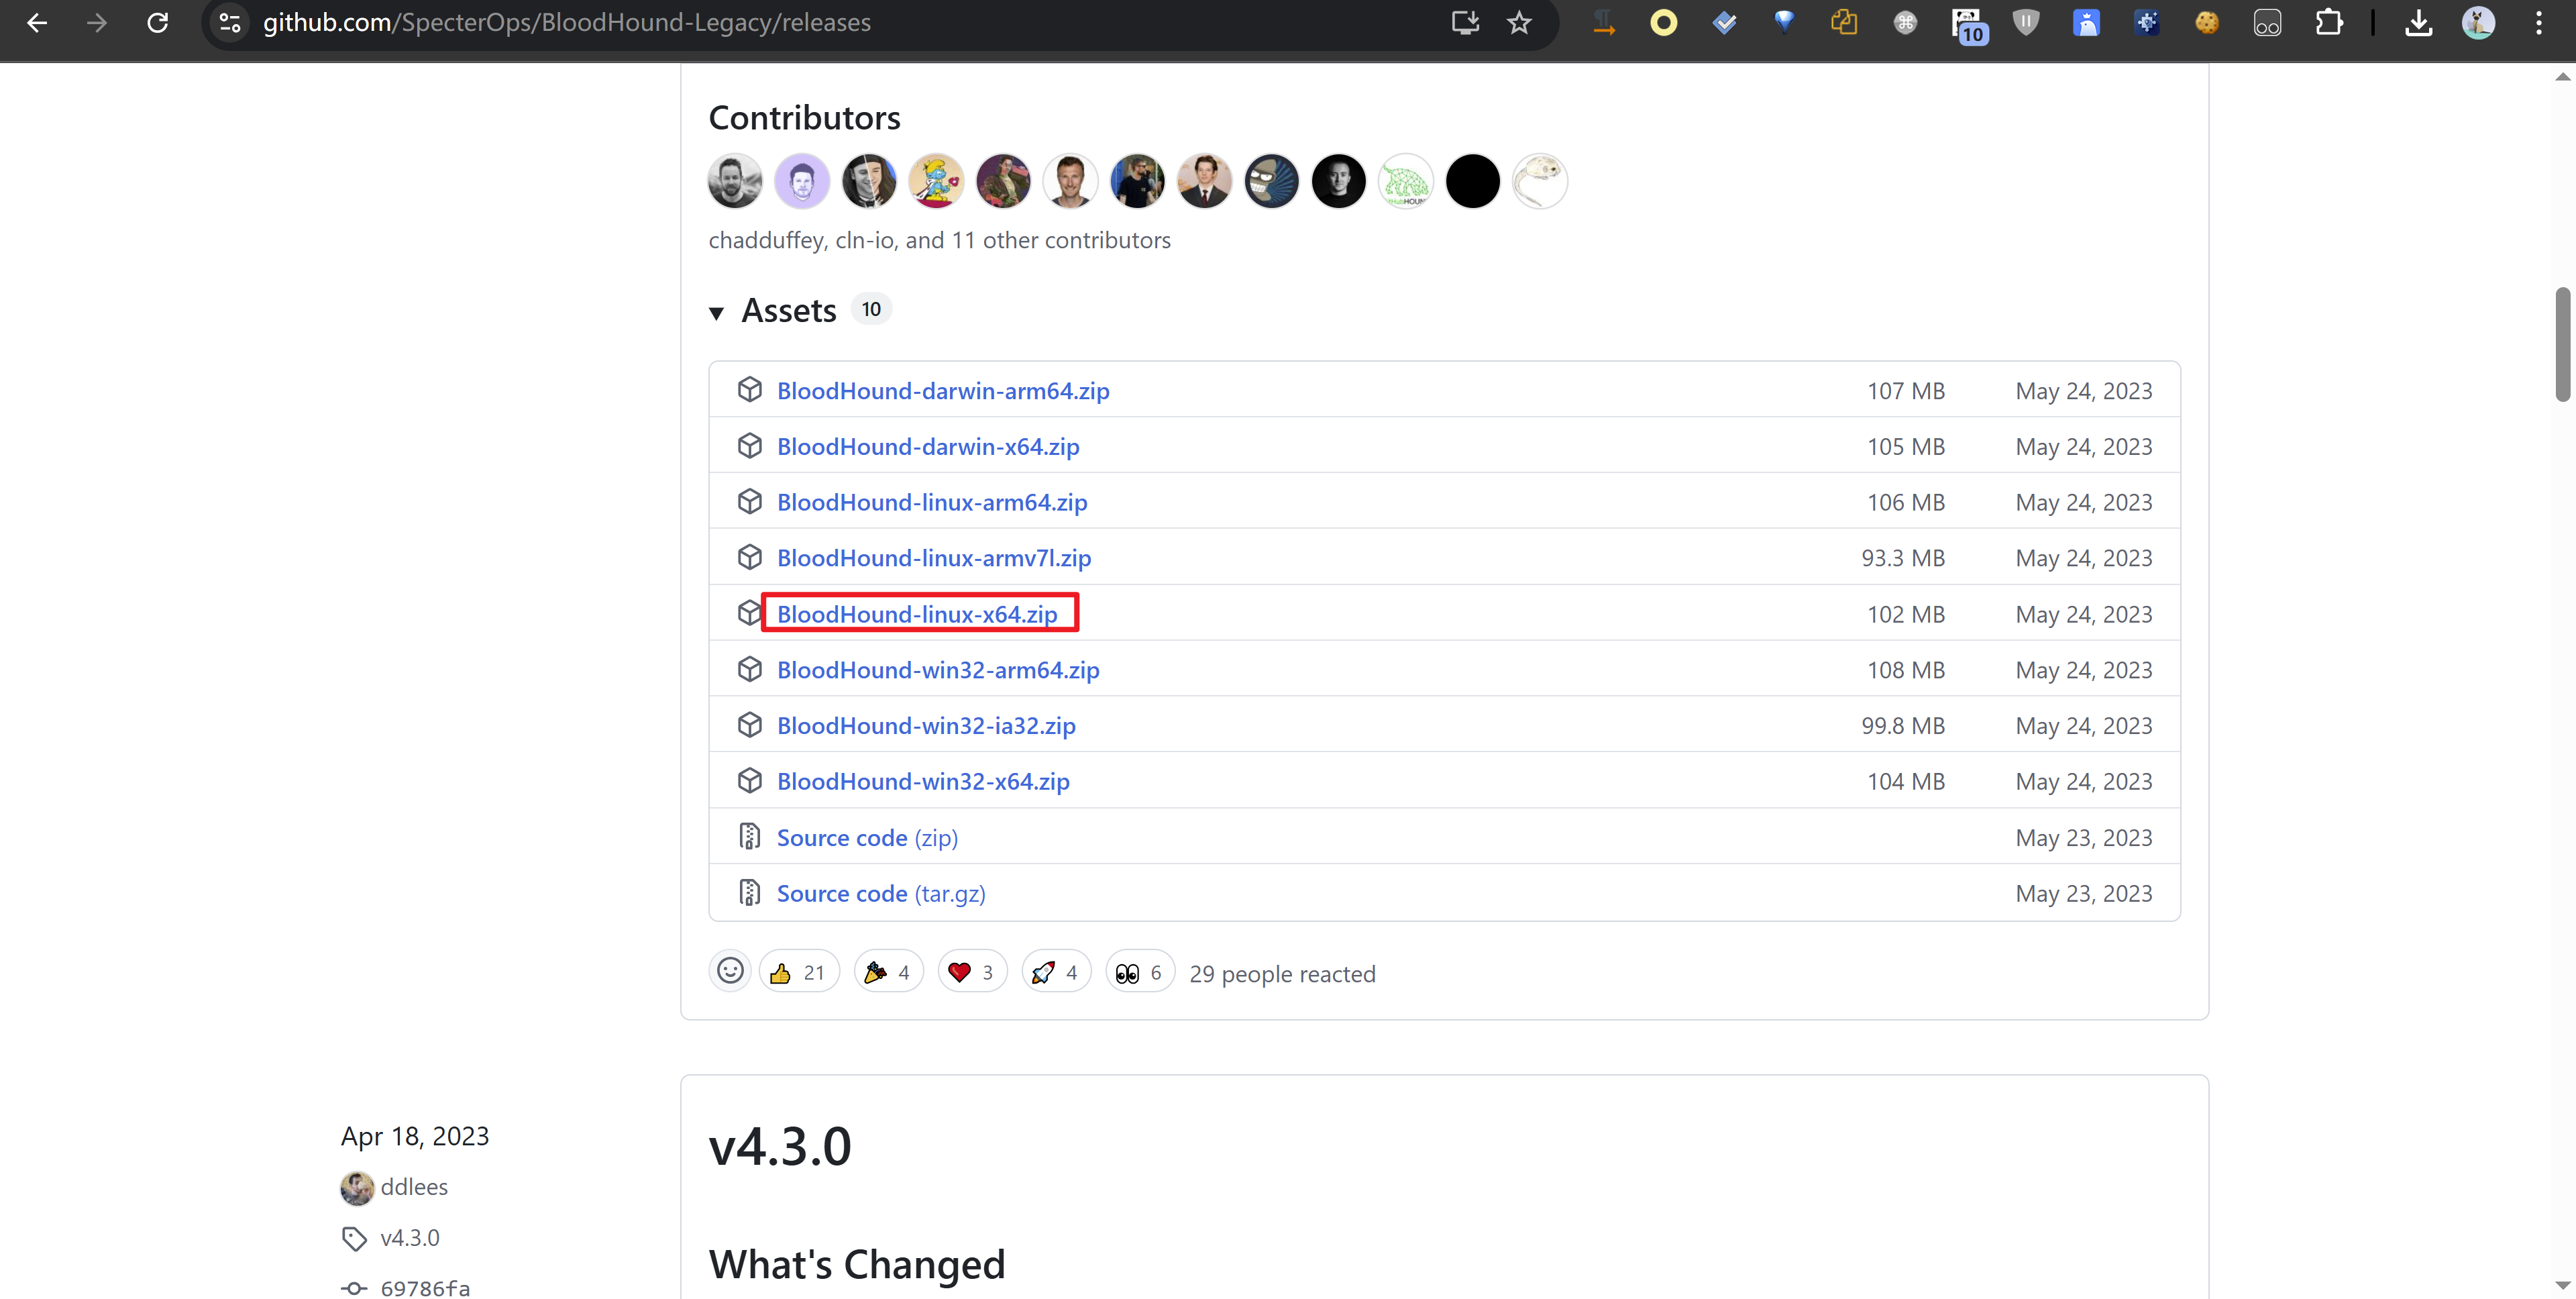 github.com/SpecterOps/BloodHound-Legacy/releases
10
Contributors
HOUN
chadduffey, cln-io, and 11 other contributors
Assets 10
BloodHound-darwin-arm64.zip 107 MB May 24, 2023
BloodHound-darwin-x64.zip 105 MB May 24, 2023
BloodHound-linux-arm64.zip 106 MB May 24, 2023
BloodHound-linux-armv7l.zip 93.3 MB May 24, 2023
BloodHound-linux-x64.zip 102 MB May 24, 2023
BloodHound-win32-arm64.zip 108 MB May 24, 2023
BloodHound-win32-ia32.zip 99.8 MB May 24, 2023
BloodHound-win32-x64.zip 104 MB May 24, 2023
Source code (zip) May 23, 2023
Source code (tar.gz) May 23, 2023
21 4 3 4 6 29 people reacted
Apr 18, 2023
ddlees
v4.3.0
69786fa
v4.3.0
What's Changed